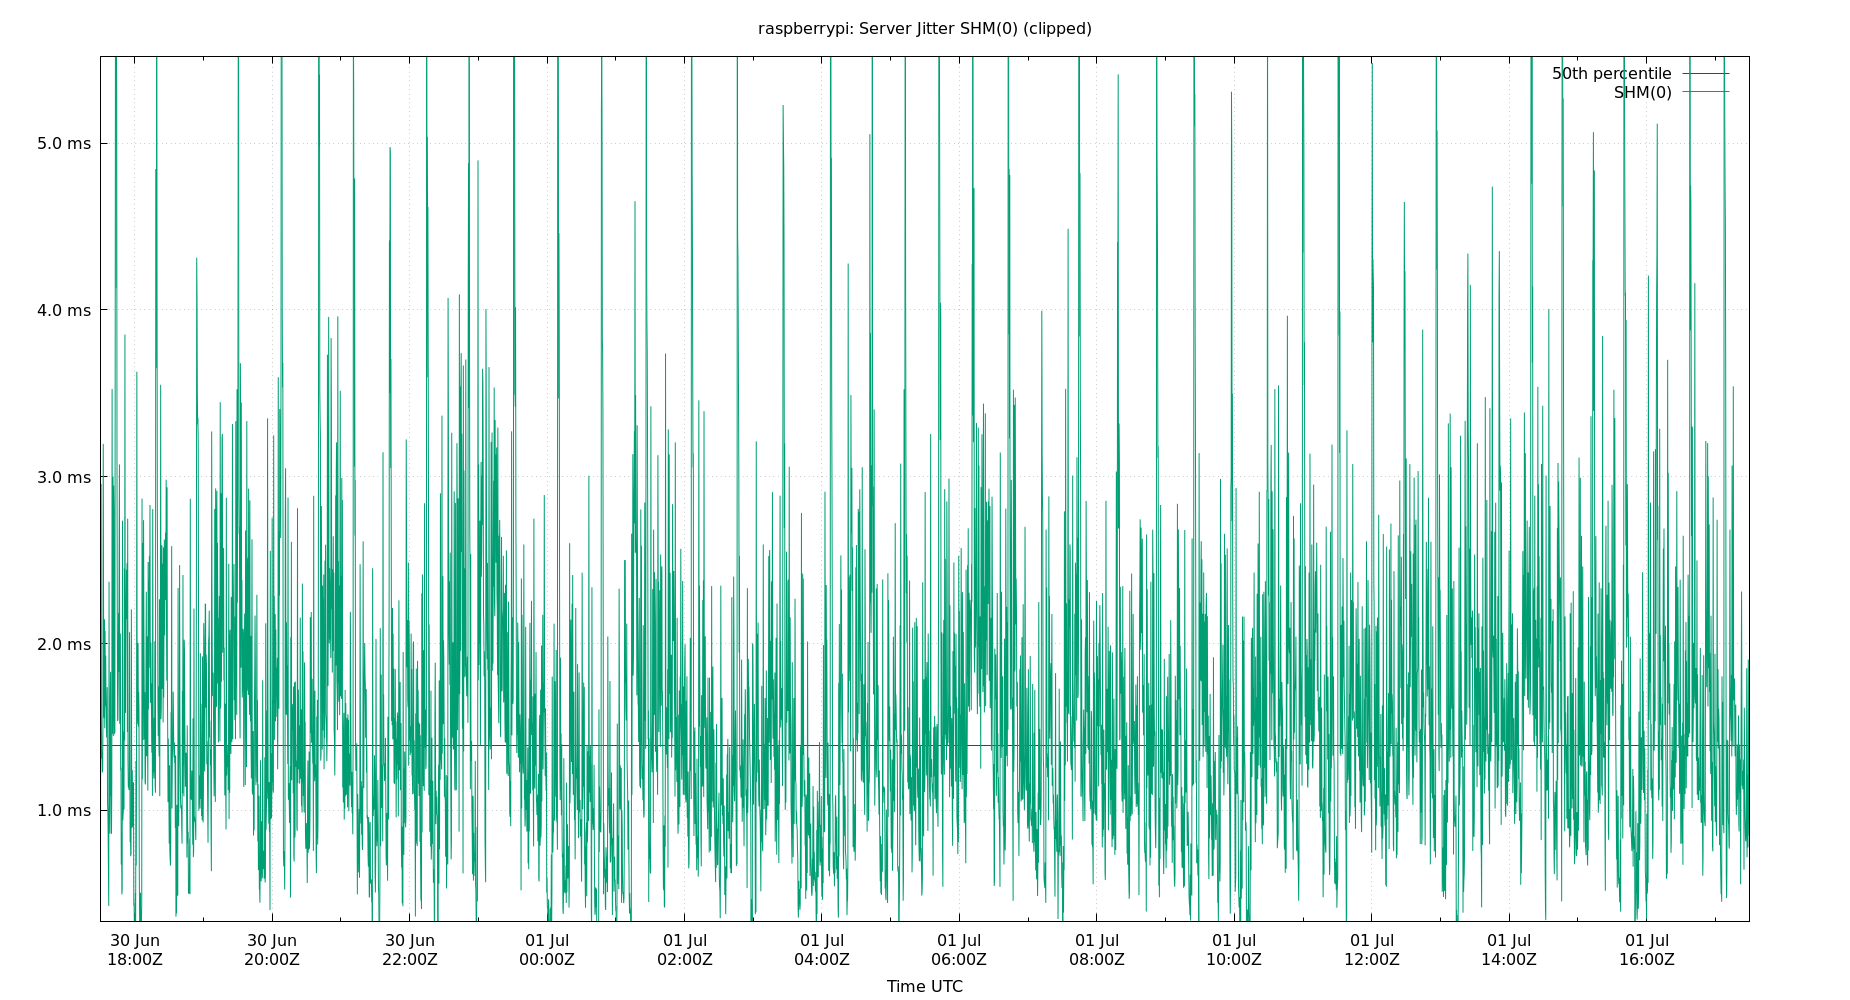 raspberrypi: Server Jitter SHM(0) (clipped)
50th percentile
SHM(0)
5.0 ms
4.0 ms
3.0 ms
2.0 ms
1.0 ms
30 Jun 30 Jun 30 Jun 01 Jul 01 Jul 01 Jul 01 Jul 01 Jul 01 Jul 01 Jul 01 Jul 01 Jul
18:00Z 20:00Z 22:00Z 00:00Z 02:00Z 04:00Z 06:00Z 08:00Z 10:00Z 12:00Z 14:00Z 16:00Z
Time UTC